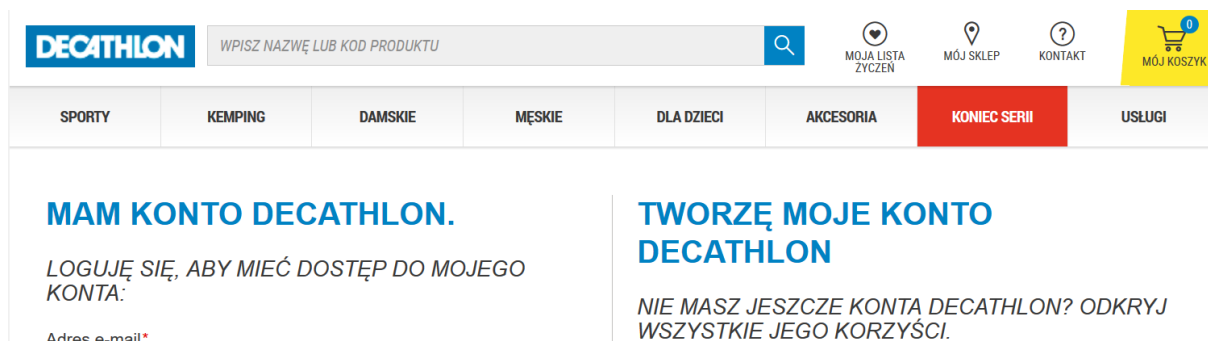 DECATHLON
WPISZ NAZWĘ LUB KOD PRODUKTU
MOJA LISTA
ŻYCZEŃ
MÓJ SKLEP
KONTAKT
0
MÓJ KOSZYK
SPORTY
KEMPING
DAMSKIE
MĘSKIE
DLA DZIECI
AKCESORIA
KONIEC SERII
USŁUGI
MAM KONTO DECATHLON.
LOGUJĘ SIĘ, ABY MIEĆ DOSTĘP DO MOJEGO
KONTA:
Adres e-mail*
TWORZĘ MOJE KONTO
DECATHLON
NIE MASZ JESZCZE KONTA DECATHLON? ODKRYJ
WSZYSTKIE JEGO KORZYŚCI.